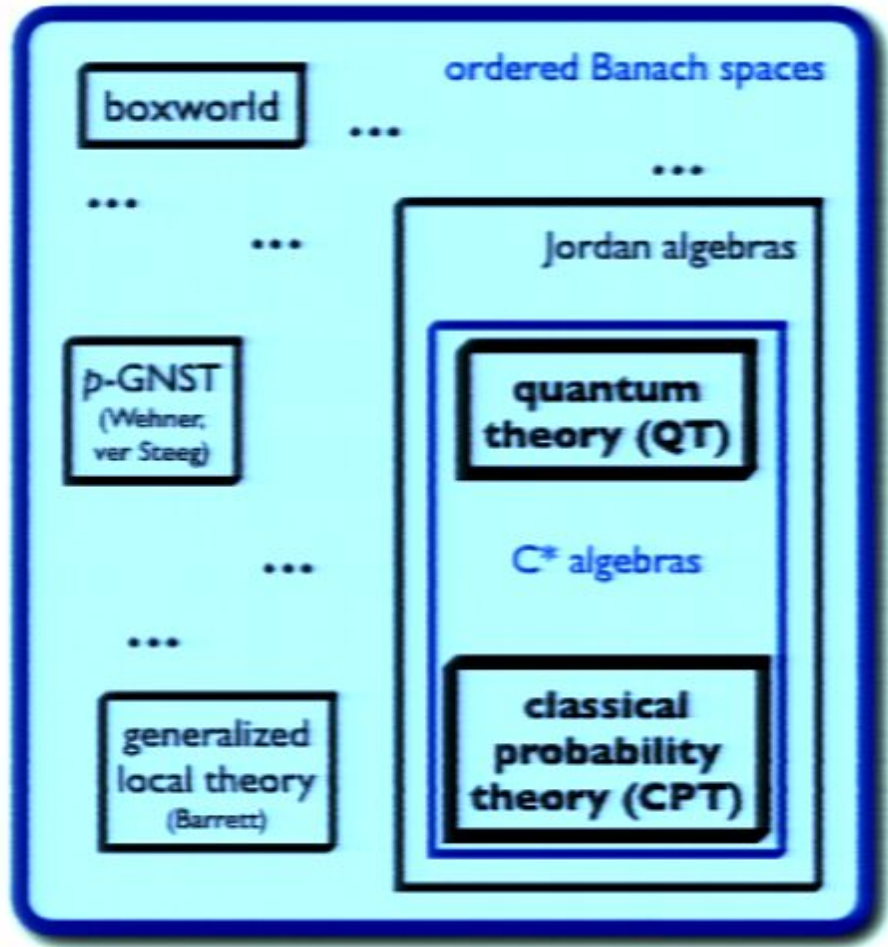 ordered Banach spaces
boxworld
...
...
...
...
Jordan algebras
p-GNST
(Wehner,
ver Steeg)
quantum
theory (QT)
C* algebras
...
...
generalized
local theory
(Barrett)
classical
probability
theory (CPT)